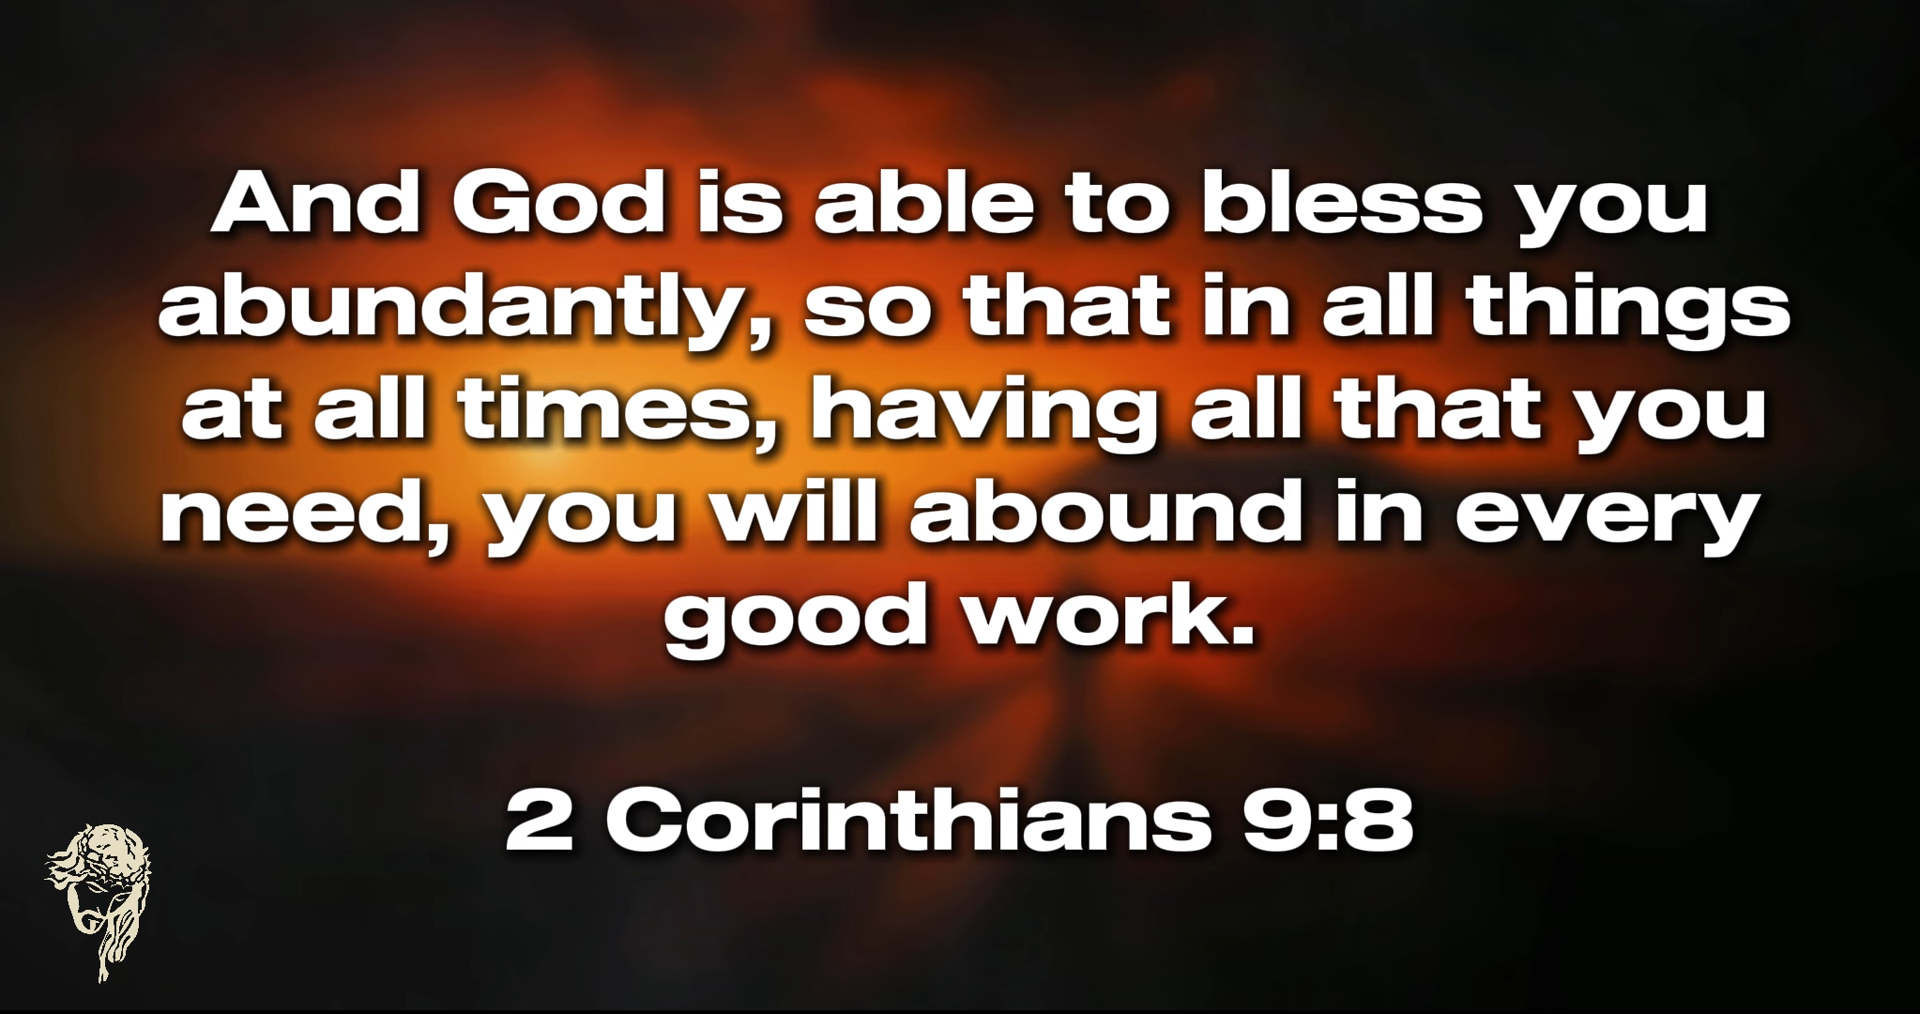 And God is able to bless you
abundantly, so that in all things
at all times, having all that you
need, you will abound in every
good work.
2 Corinthians 9:8